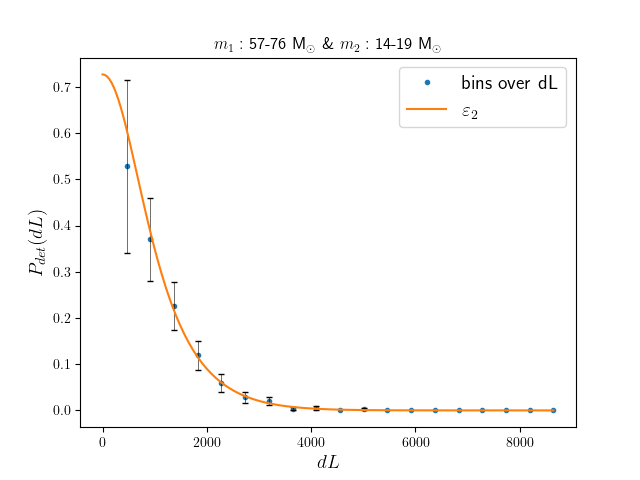 m₁ : 57-76 M⊙ & m₂ : 14-19 M⊙
bins over dL
ε₂
P_det(dL)
0.7
0.6
0.5
0.4
0.3
0.2
0.1
0.0
0 2000 4000 6000 8000
dL